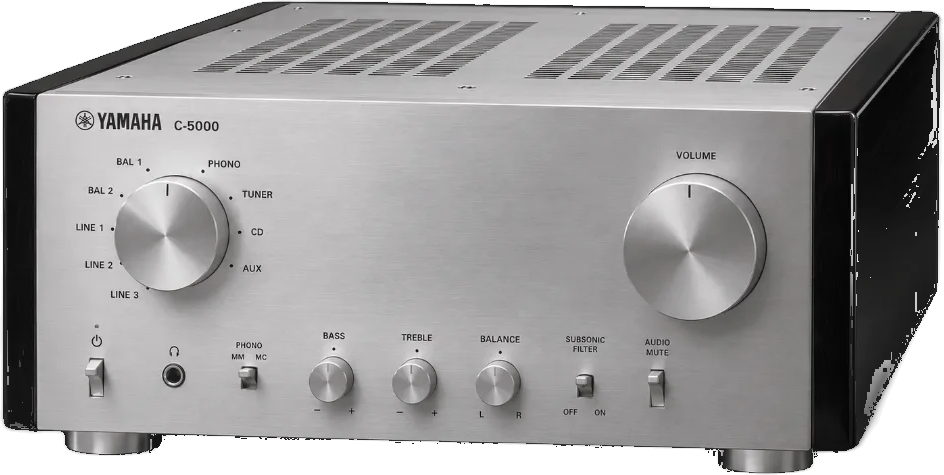 YAMAHA C-5000
BAL 1
PHONO
BAL 2
TUNER
LINE 1
CD
LINE 2
AUX
LINE 3
VOLUME
PHONO
MM MC
BASS
- +
TREBLE
- +
BALANCE
L R
SUBSONIC
FILTER
OFF ON
AUDIO
MUTE